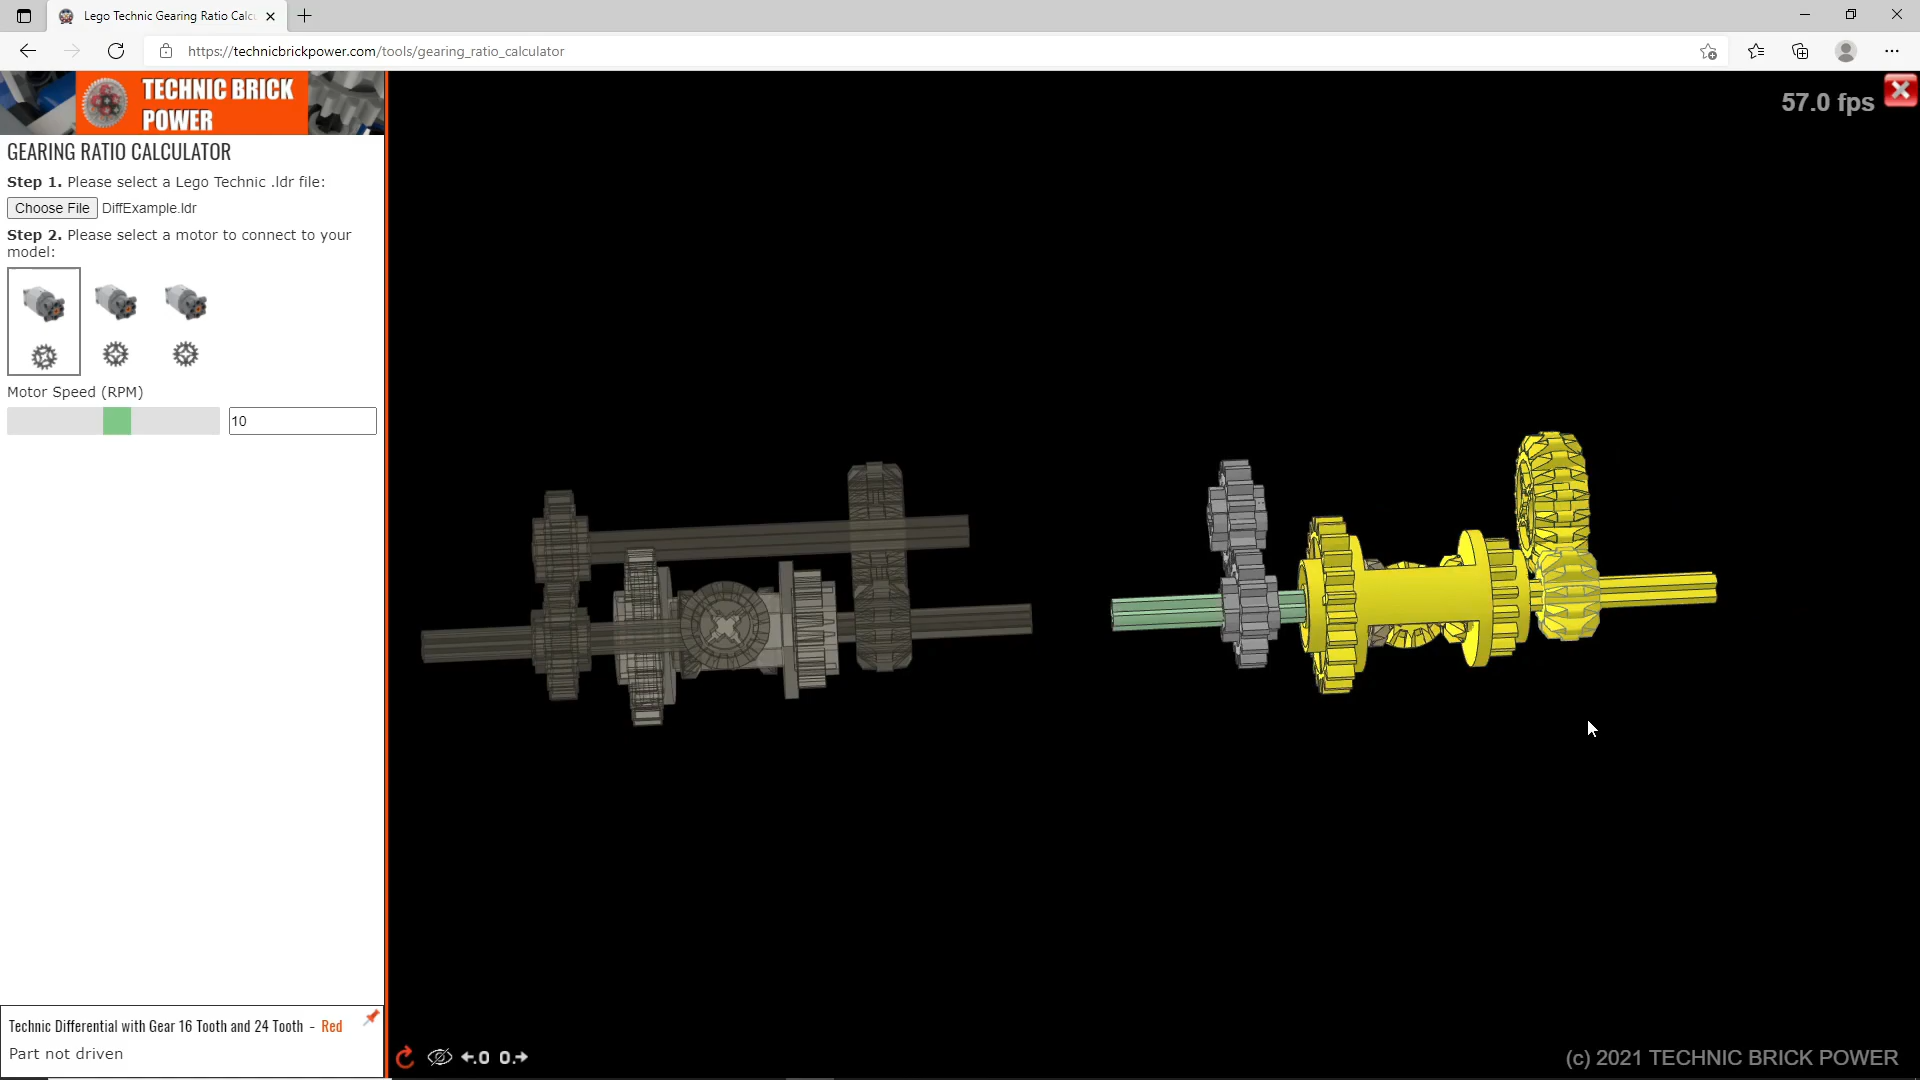 Lego Technic Gearing Ratio Calc
https://technicbrickpower.com/tools/gearing_ratio_calculator
TECHNIC BRICK
POWER
57.0 fps
GEARING RATIO CALCULATOR
Step 1. Please select a Lego Technic .ldr file:
Choose File DiffExample.ldr
Step 2. Please select a motor to connect to your
model:
Motor Speed (RPM)
10
Technic Differential with Gear 16 Tooth and 24 Tooth - Red
Part not driven
←.0 0.→
(c) 2021 TECHNIC BRICK POWER